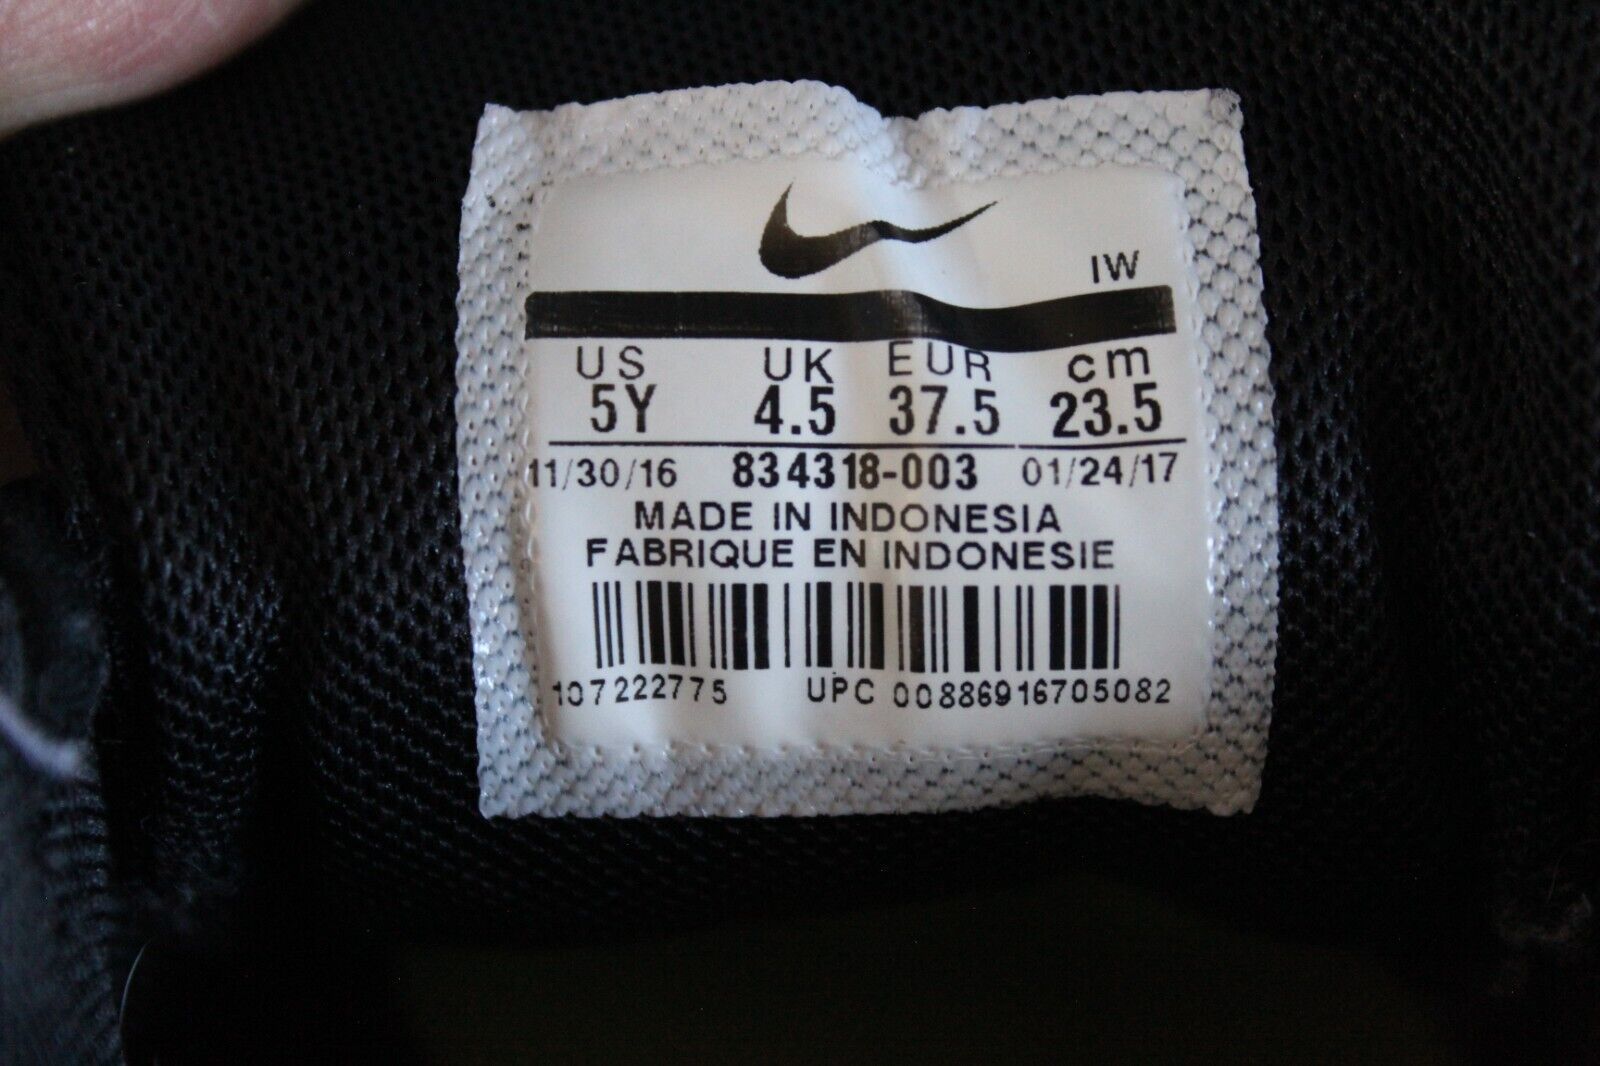 IW
US UK EUR cm
5Y 4.5 37.5 23.5
11/30/16 834318-003 01/24/17
MADE IN INDONESIA
FABRIQUE EN INDONESIE
107222775 UPC 00886916705082